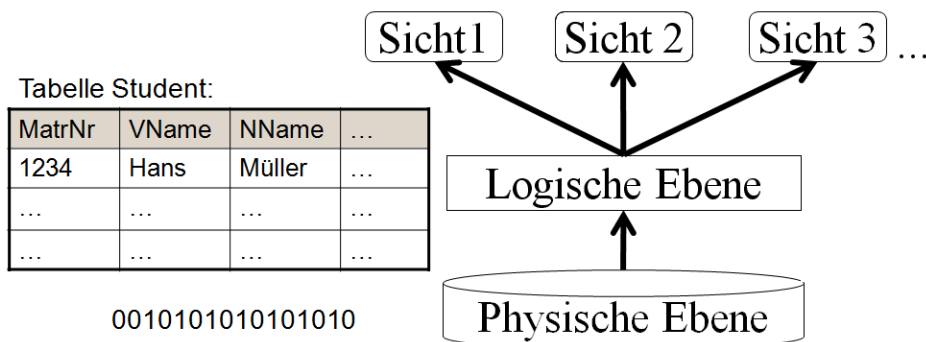 Sicht1 Sicht 2 Sicht 3 ...
Tabelle Student:
MatrNr VName NName ...
1234 Hans Müller ...
... ... ... ...
... ... ... ...
Logische Ebene
0010101010101010
Physische Ebene